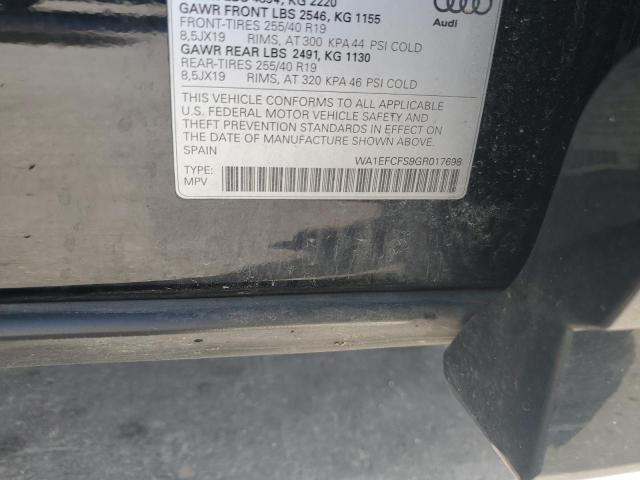 KG 2220
GAWR FRONT LBS 2546, KG 1155
FRONT-TIRES 255/40 R19
8,5JX19 RIMS, AT 300 KPA 44 PSI COLD
GAWR REAR LBS 2491, KG 1130
REAR-TIRES 255/40 R19
8,5JX19 RIMS, AT 320 KPA 46 PSI COLD
Audi
THIS VEHICLE CONFORMS TO ALL APPLICABLE
U.S. FEDERAL MOTOR VEHICLE SAFETY AND
THEFT PREVENTION STANDARDS IN EFFECT ON
THE DATE OF MANUFACTURE SHOWN ABOVE.
SPAIN
WA1EFCFS9GR017698
TYPE:
MPV